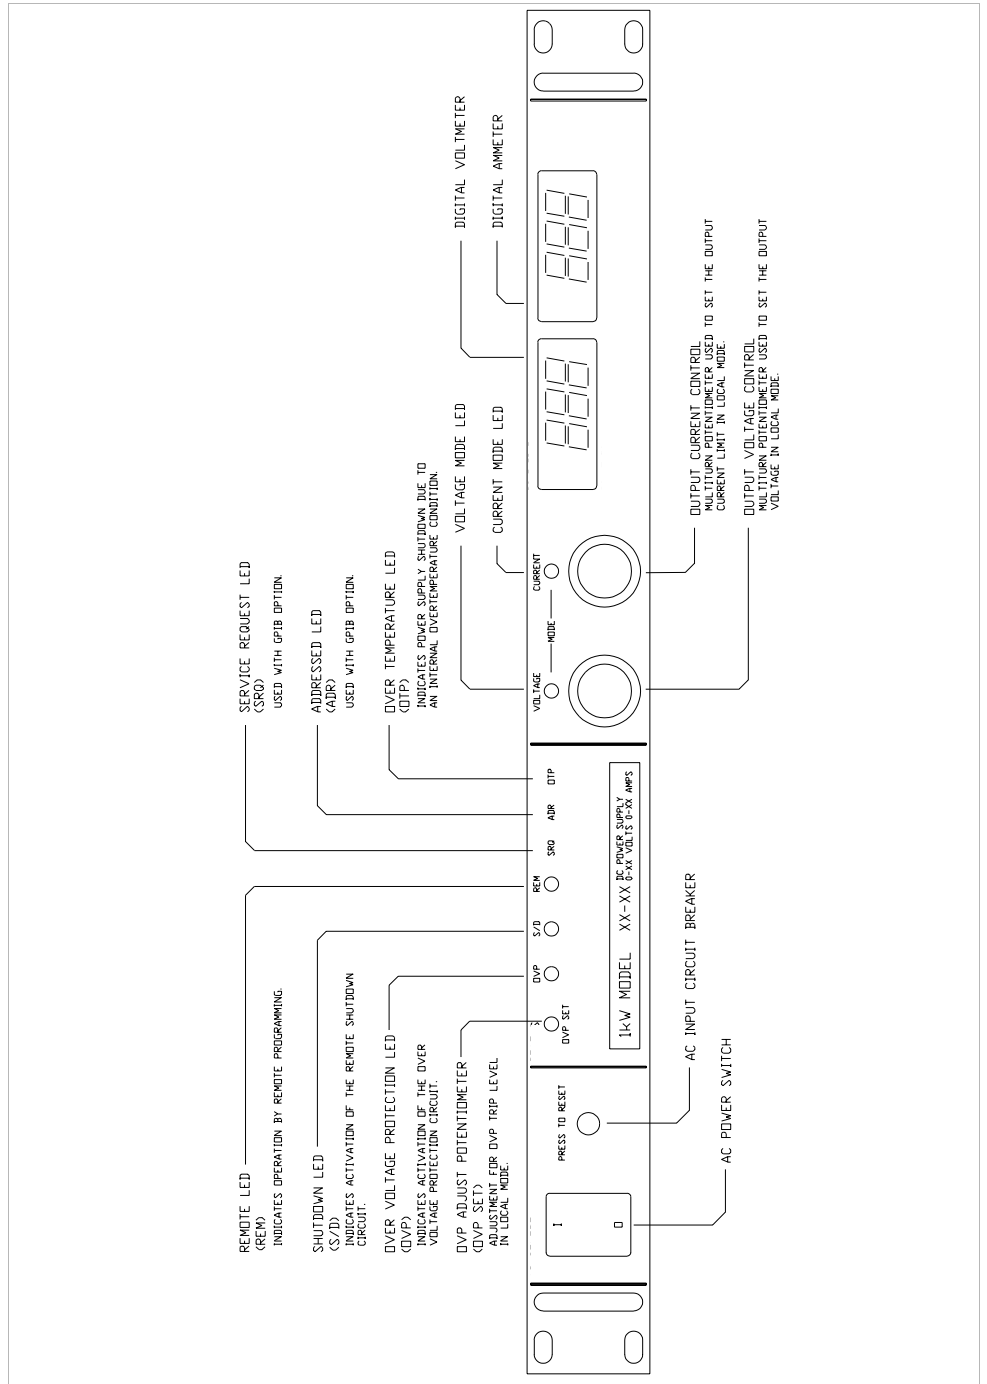 REMOTE LED
(REM)
INDICATES OPERATION BY REMOTE PROGRAMMING.
SERVICE REQUEST LED
(SRQ)
USED WITH GPIB OPTION.
SHUTDOWN LED
(S/D)
INDICATES ACTIVATION OF THE REMOTE SHUTDOWN
CIRCUIT.
ADDRESSED LED
(ADR)
USED WITH GPIB OPTION.
OVER VOLTAGE PROTECTION LED
(OVP)
INDICATES ACTIVATION OF THE OVER
VOLTAGE PROTECTION CIRCUIT.
OVER TEMPERATURE LED
(OTP)
INDICATES POWER SUPPLY SHUTDOWN DUE TO
AN INTERNAL OVERTEMPERATURE CONDITION.
OVP ADJUST POTENTIOMETER
(OVP SET)
ADJUSTMENT FOR OVP TRIP LEVEL
IN LOCAL MODE.
VOLTAGE MODE LED
DIGITAL VOLTMETER
CURRENT MODE LED
DIGITAL AMMETER
I
O
PRESS TO RESET
OVP SET
OVP
S/D
REM
SRQ
ADR
OTP
VOLTAGE
MODE
CURRENT
1kW MODEL XX-XX
DC POWER SUPPLY
0-XX VOLTS 0-XX AMPS
AC INPUT CIRCUIT BREAKER
AC POWER SWITCH
OUTPUT CURRENT CONTROL
MULTITURN POTENTIOMETER USED TO SET THE OUTPUT
CURRENT LIMIT IN LOCAL MODE.
OUTPUT VOLTAGE CONTROL
MULTITURN POTENTIOMETER USED TO SET THE OUTPUT
VOLTAGE IN LOCAL MODE.